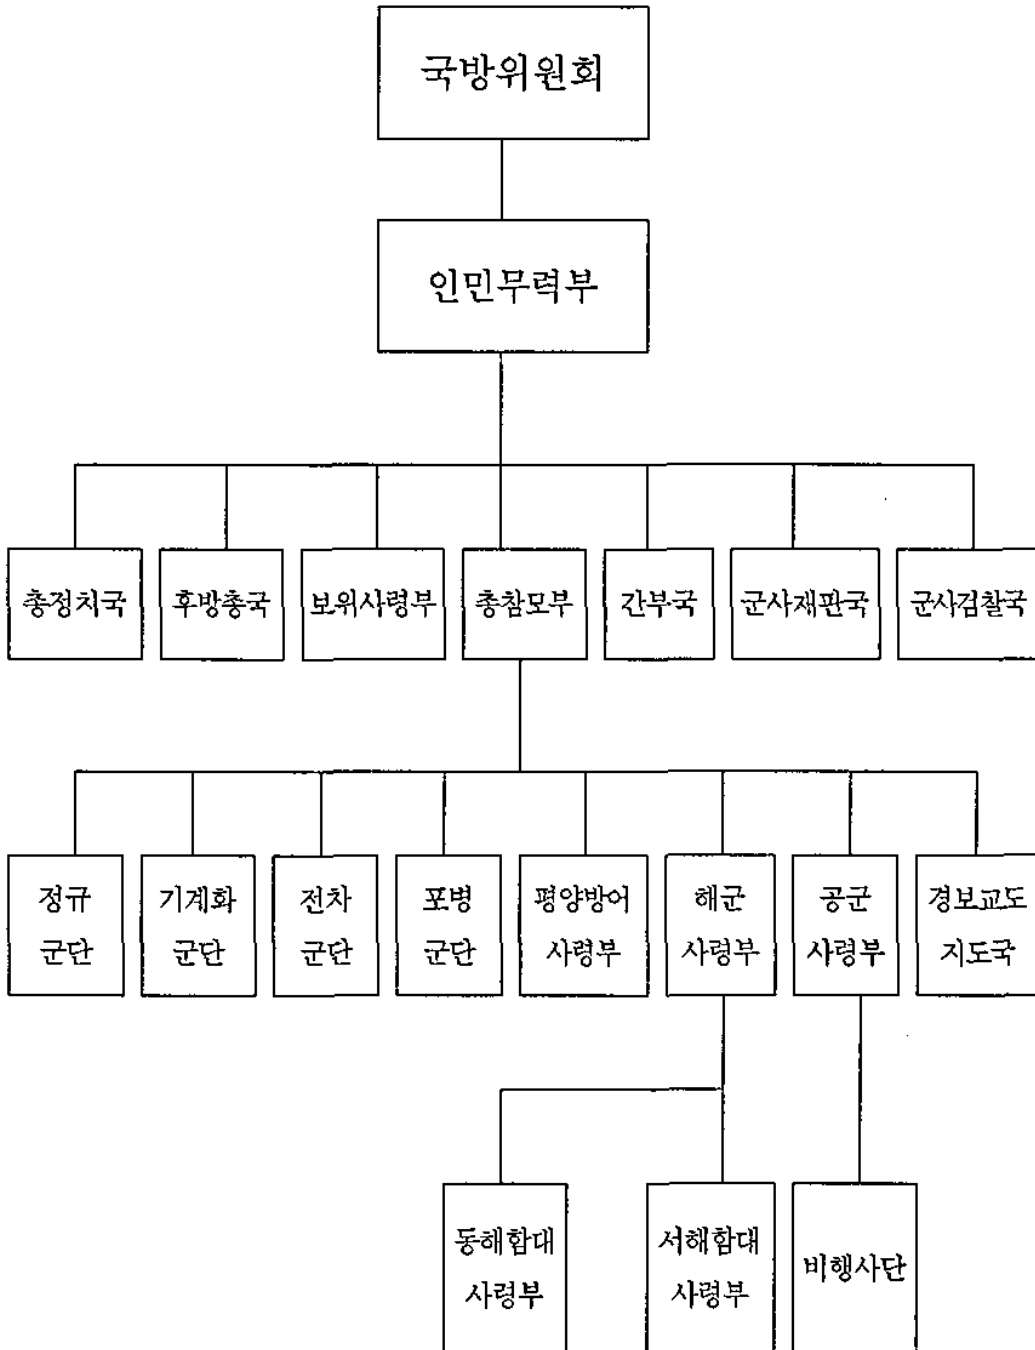 국방위원회
인민무력부
총정치국
후방총국
보위사령부
총참모부
간부국
군사재판국
군사검찰국
정규
군단
기계화
군단
전차
군단
포병
군단
평양방어
사령부
해군
사령부
공군
사령부
경보교도
지도국
동해함대
사령부
서해함대
사령부
비행사단